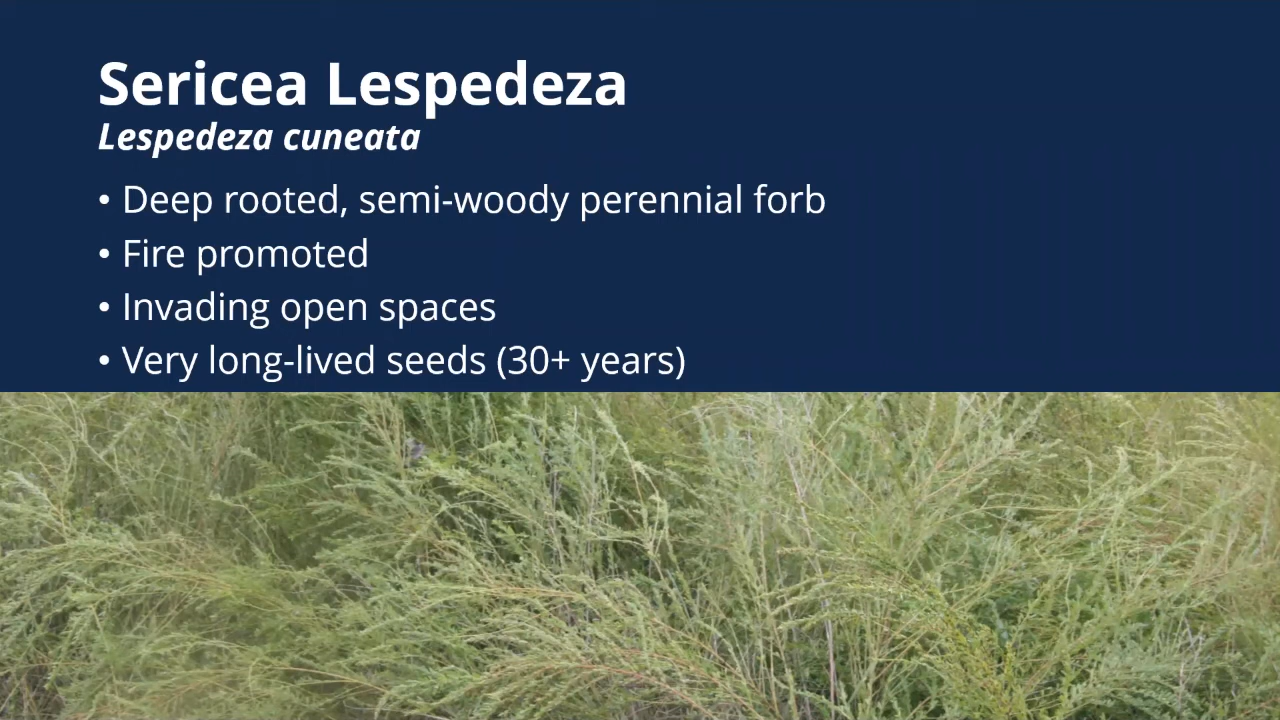 Sericea Lespedeza
Lespedeza cuneata
• Deep rooted, semi-woody perennial forb
• Fire promoted
• Invading open spaces
• Very long-lived seeds (30+ years)